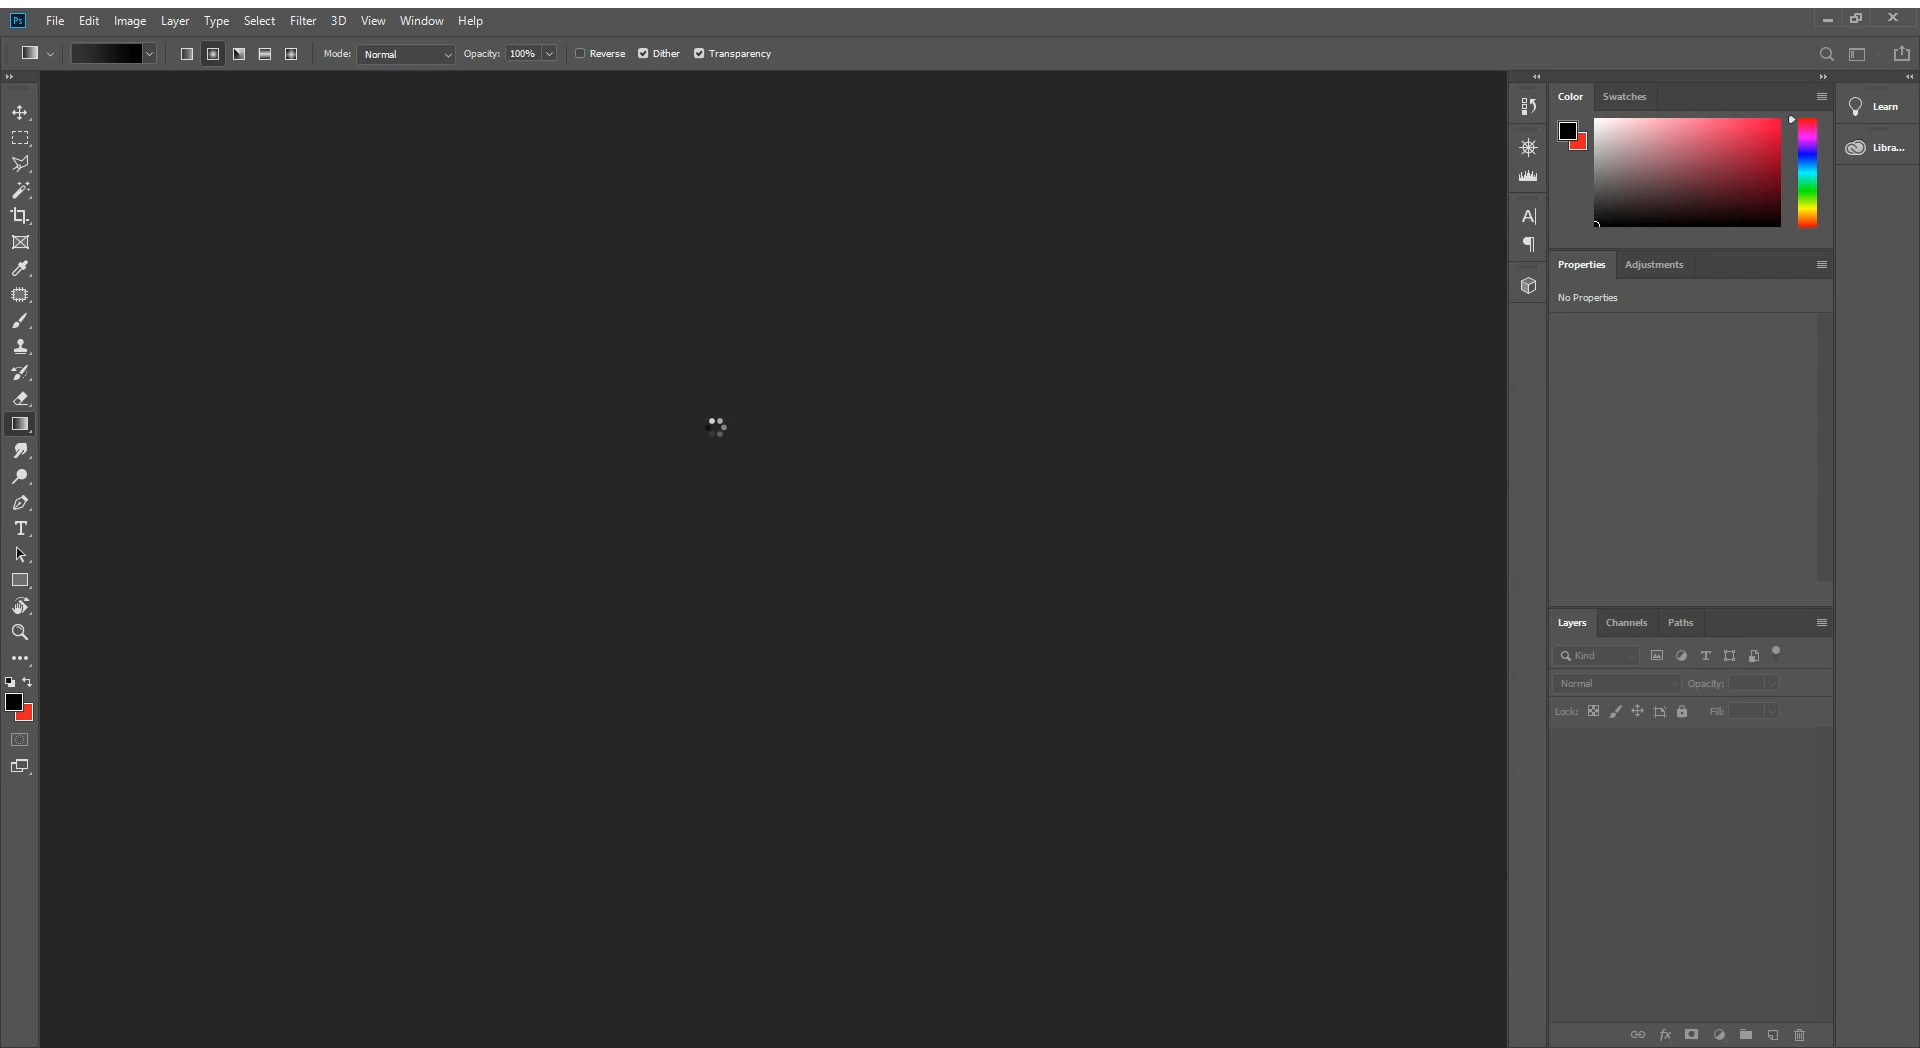 Ps File Edit Image Layer Type Select Filter 3D View Window Help
Mode: Normal Opacity: 100% Reverse Dither Transparency
Color Swatches
Learn
Libra...
Properties Adjustments
No Properties
Layers Channels Paths
Kind
Normal Opacity:
Lock: Fill: